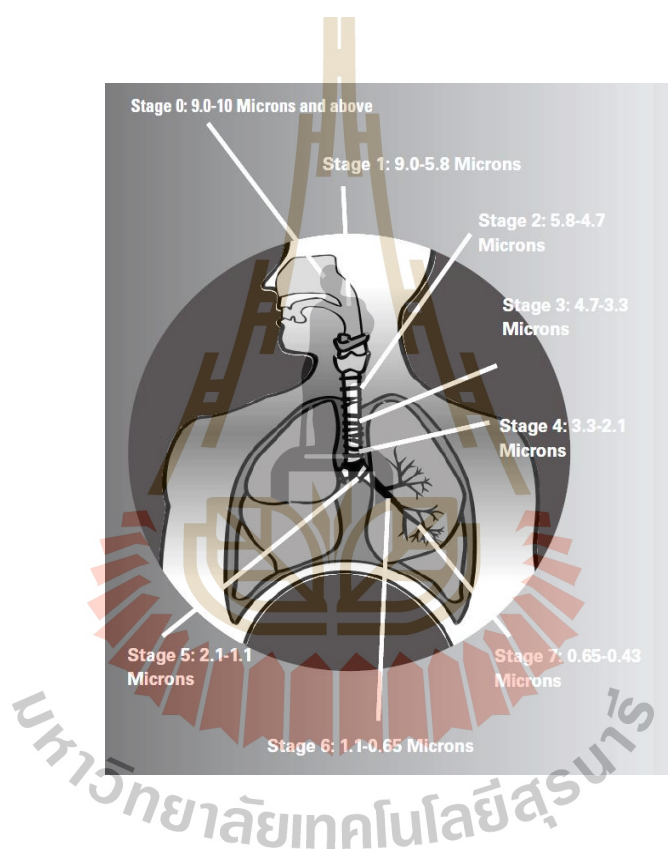 Stage 0: 9.0-10 Microns and above
Stage 1: 9.0-5.8 Microns
Stage 2: 5.8-4.7
Microns
Stage 3: 4.7-3.3
Microns
Stage 4: 3.3-2.1
Microns
Stage 5: 2.1-1.1
Microns
Stage 7: 0.65-0.43
Microns
Stage 6: 1.1-0.65 Microns
มหาวิทยาลัยเทคโนโลยีสุรนารี